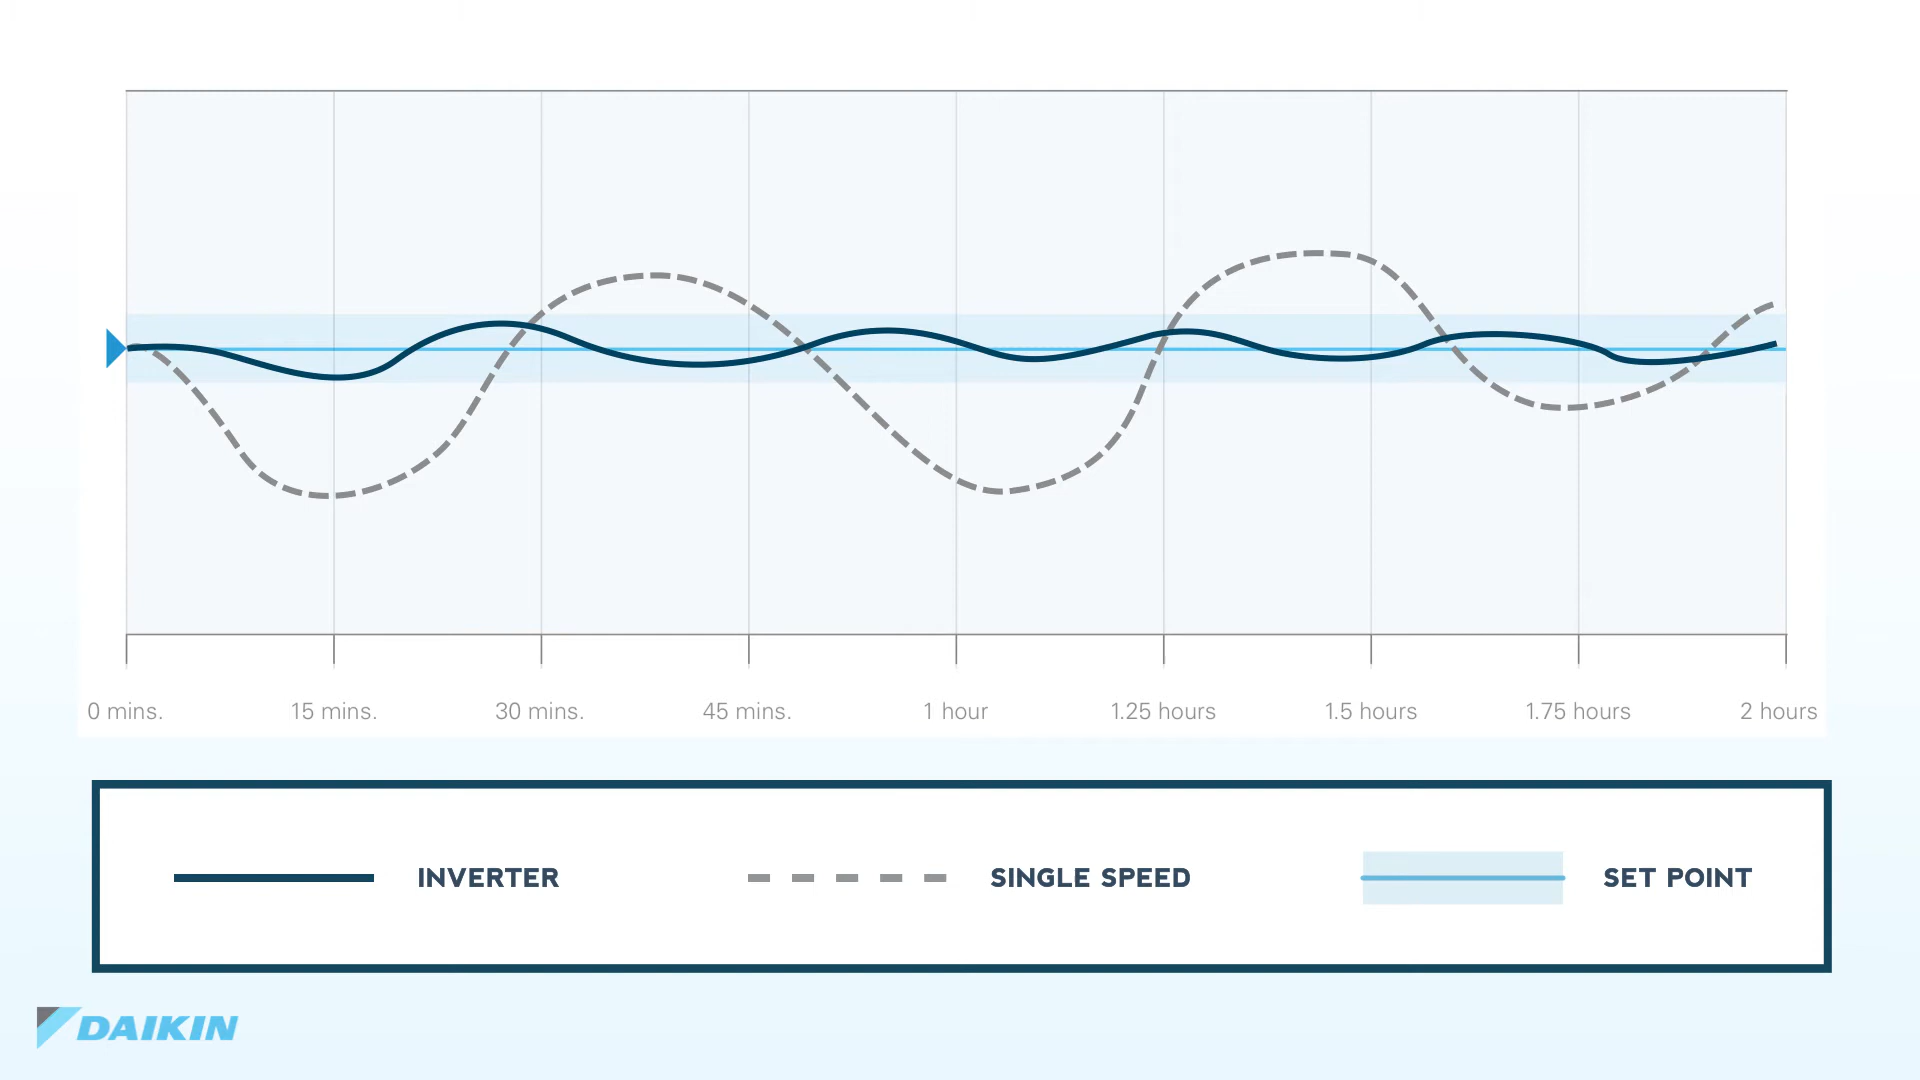 0 mins. 15 mins. 30 mins. 45 mins. 1 hour 1.25 hours 1.5 hours 1.75 hours 2 hours
INVERTER SINGLE SPEED SET POINT
DAIKIN